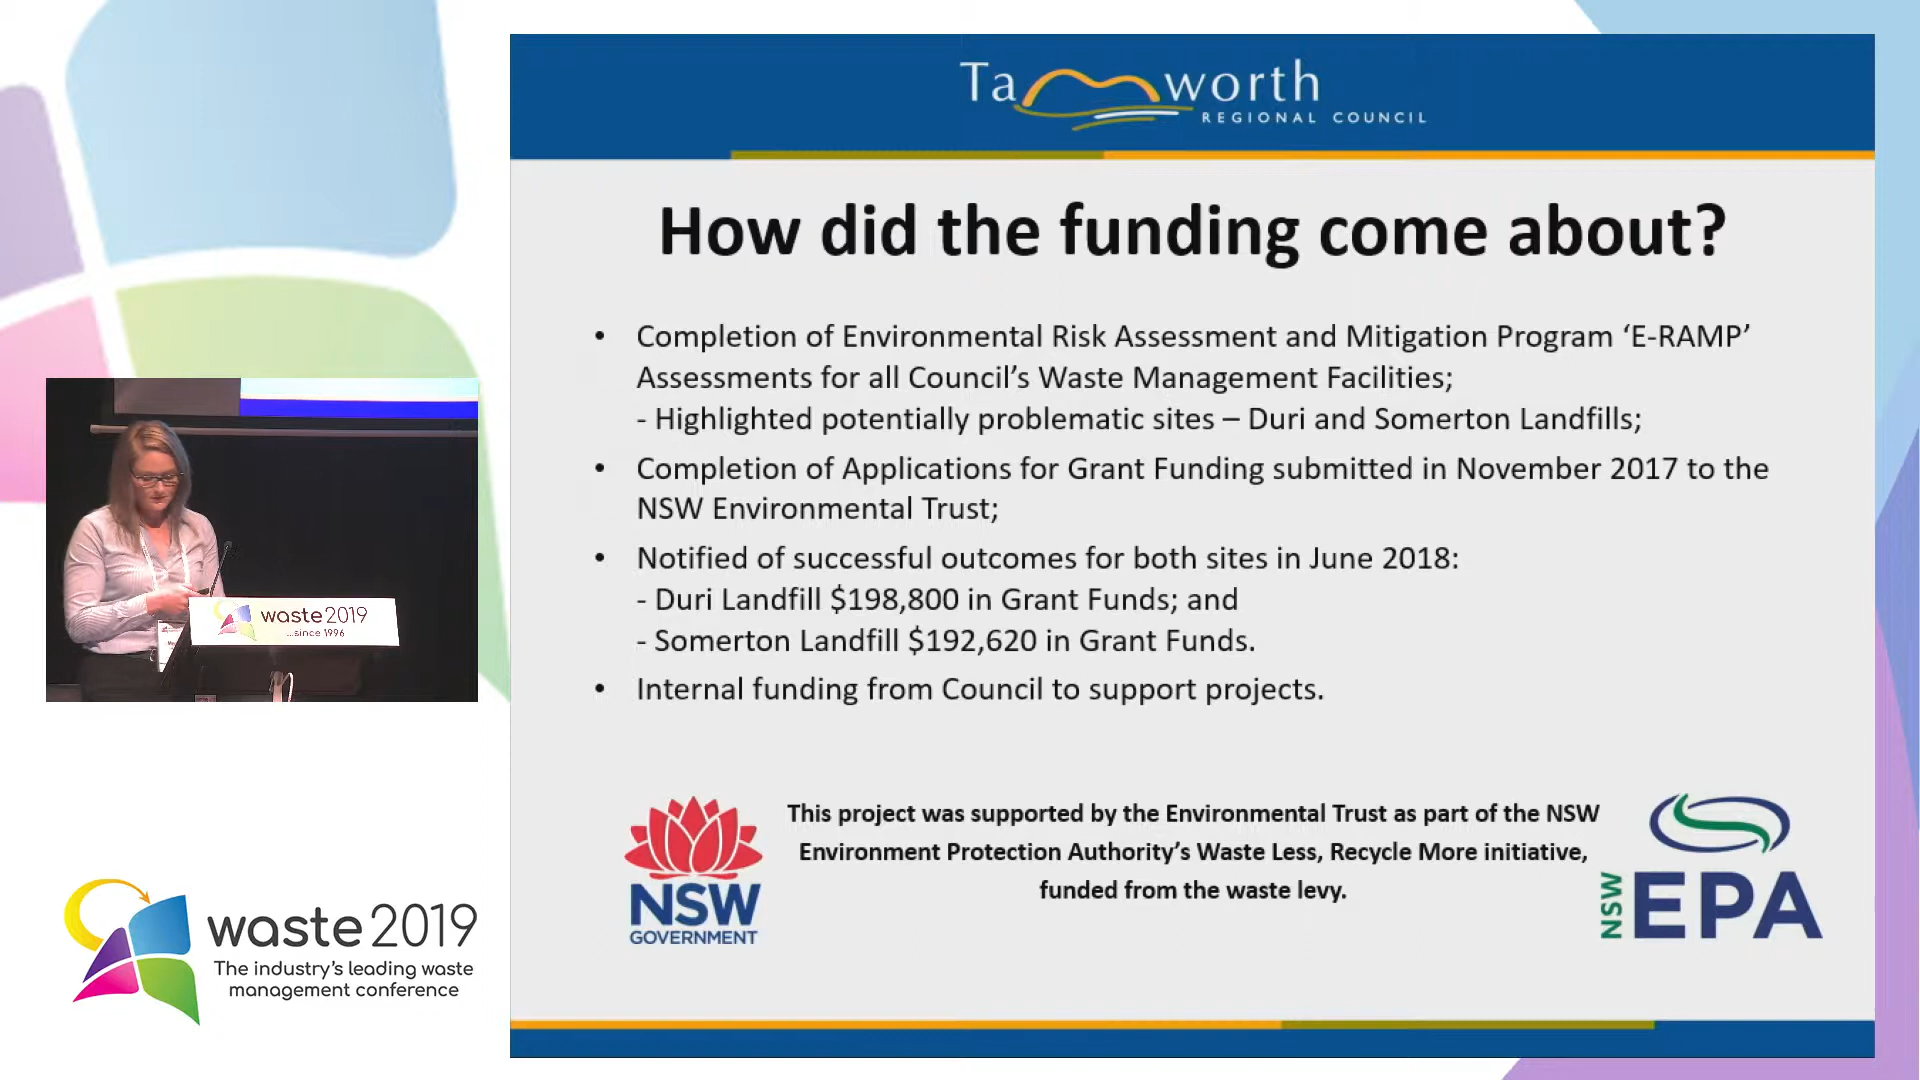 Ta worth
REGIONAL COUNCIL
How did the funding come about?
• Completion of Environmental Risk Assessment and Mitigation Program ‘E-RAMP’
Assessments for all Council’s Waste Management Facilities;
- Highlighted potentially problematic sites – Duri and Somerton Landfills;
• Completion of Applications for Grant Funding submitted in November 2017 to the
NSW Environmental Trust;
• Notified of successful outcomes for both sites in June 2018:
- Duri Landfill $198,800 in Grant Funds; and
- Somerton Landfill $192,620 in Grant Funds.
• Internal funding from Council to support projects.
This project was supported by the Environmental Trust as part of the NSW
Environment Protection Authority’s Waste Less, Recycle More initiative,
funded from the waste levy.
NSW
GOVERNMENT
NSW EPA
waste 2019
...since 1996
waste 2019
The industry’s leading waste
management conference